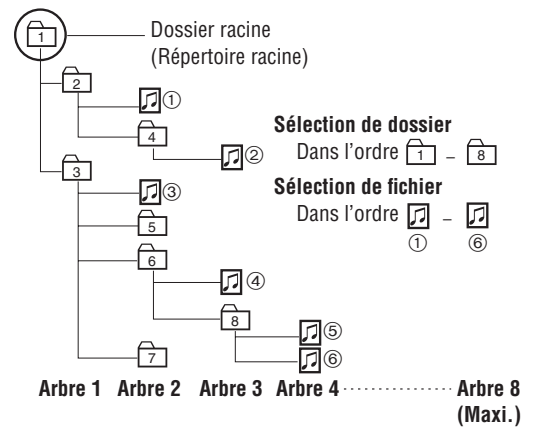 1 Dossier racine
(Répertoire racine)
2
①
4 Sélection de dossier
② Dans l'ordre 1 – 8
3 Sélection de fichier
③
5 Dans l'ordre –
① ⑥
6
④
8
⑤
7 ⑥
Arbre 1 Arbre 2 Arbre 3 Arbre 4 ············ Arbre 8
(Maxi.)